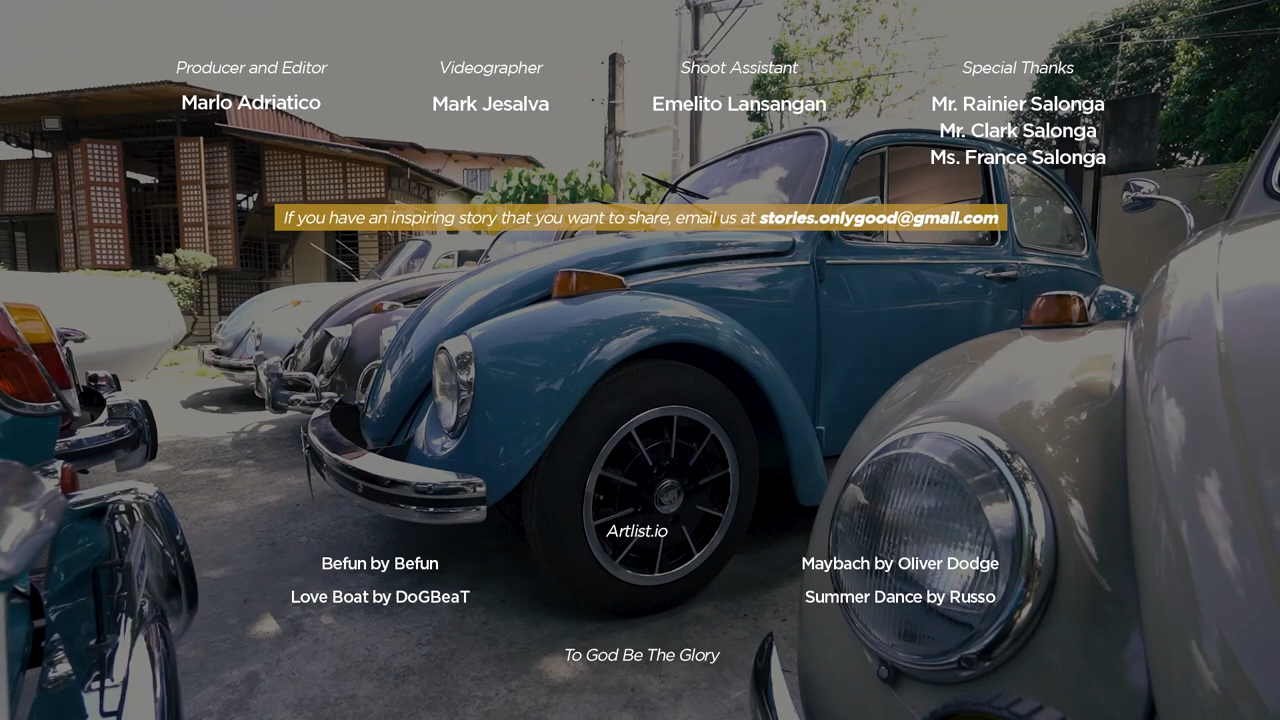 Producer and Editor
Marlo Adriatico
Videographer
Mark Jesalva
Shoot Assistant
Emelito Lansangan
Special Thanks
Mr. Rainier Salonga
Mr. Clark Salonga
Ms. France Salonga
If you have an inspiring story that you want to share, email us at stories.onlygood@gmail.com
Artlist.io
Befun by Befun
Love Boat by DoGBeaT
Maybach by Oliver Dodge
Summer Dance by Russo
To God Be The Glory